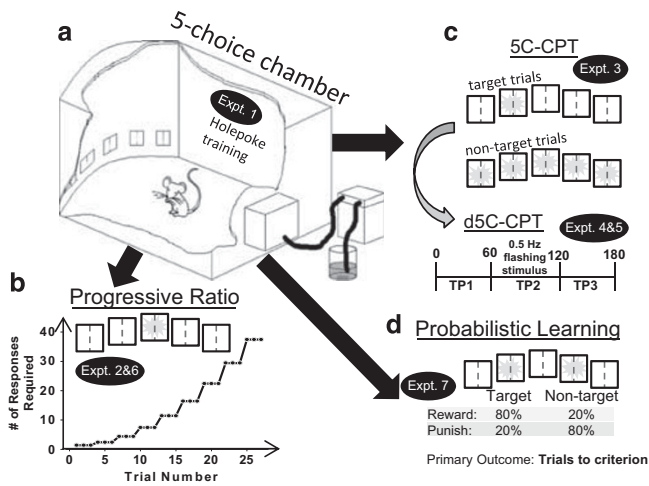 a
5-choice chamber
Expt. 1
Holepoke
training
b
Progressive Ratio
Expt. 2&6
# of Responses
Required
40
30
20
10
0
0
5
10
15
20
25
Trial Number
c
5C-CPT
Expt. 3
target trials
non-target trials
d5C-CPT
Expt. 4&5
0
60
0.5 Hz
flashing
stimulus
120
180
TP1
TP2
TP3
d
Probabilistic Learning
Expt. 7
Target Non-target
Reward: 80% 20%
Punish: 20% 80%
Primary Outcome: Trials to criterion